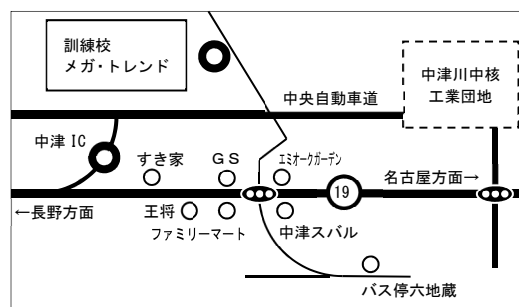 訓練校
メガ・トレンド
中津川中核
工業団地
中央自動車道
中津 IC
すき家
ＧＳ
エミオークガーデン
名古屋方面→
19
←長野方面
王将
ファミリーマート
中津スバル
バス停六地蔵